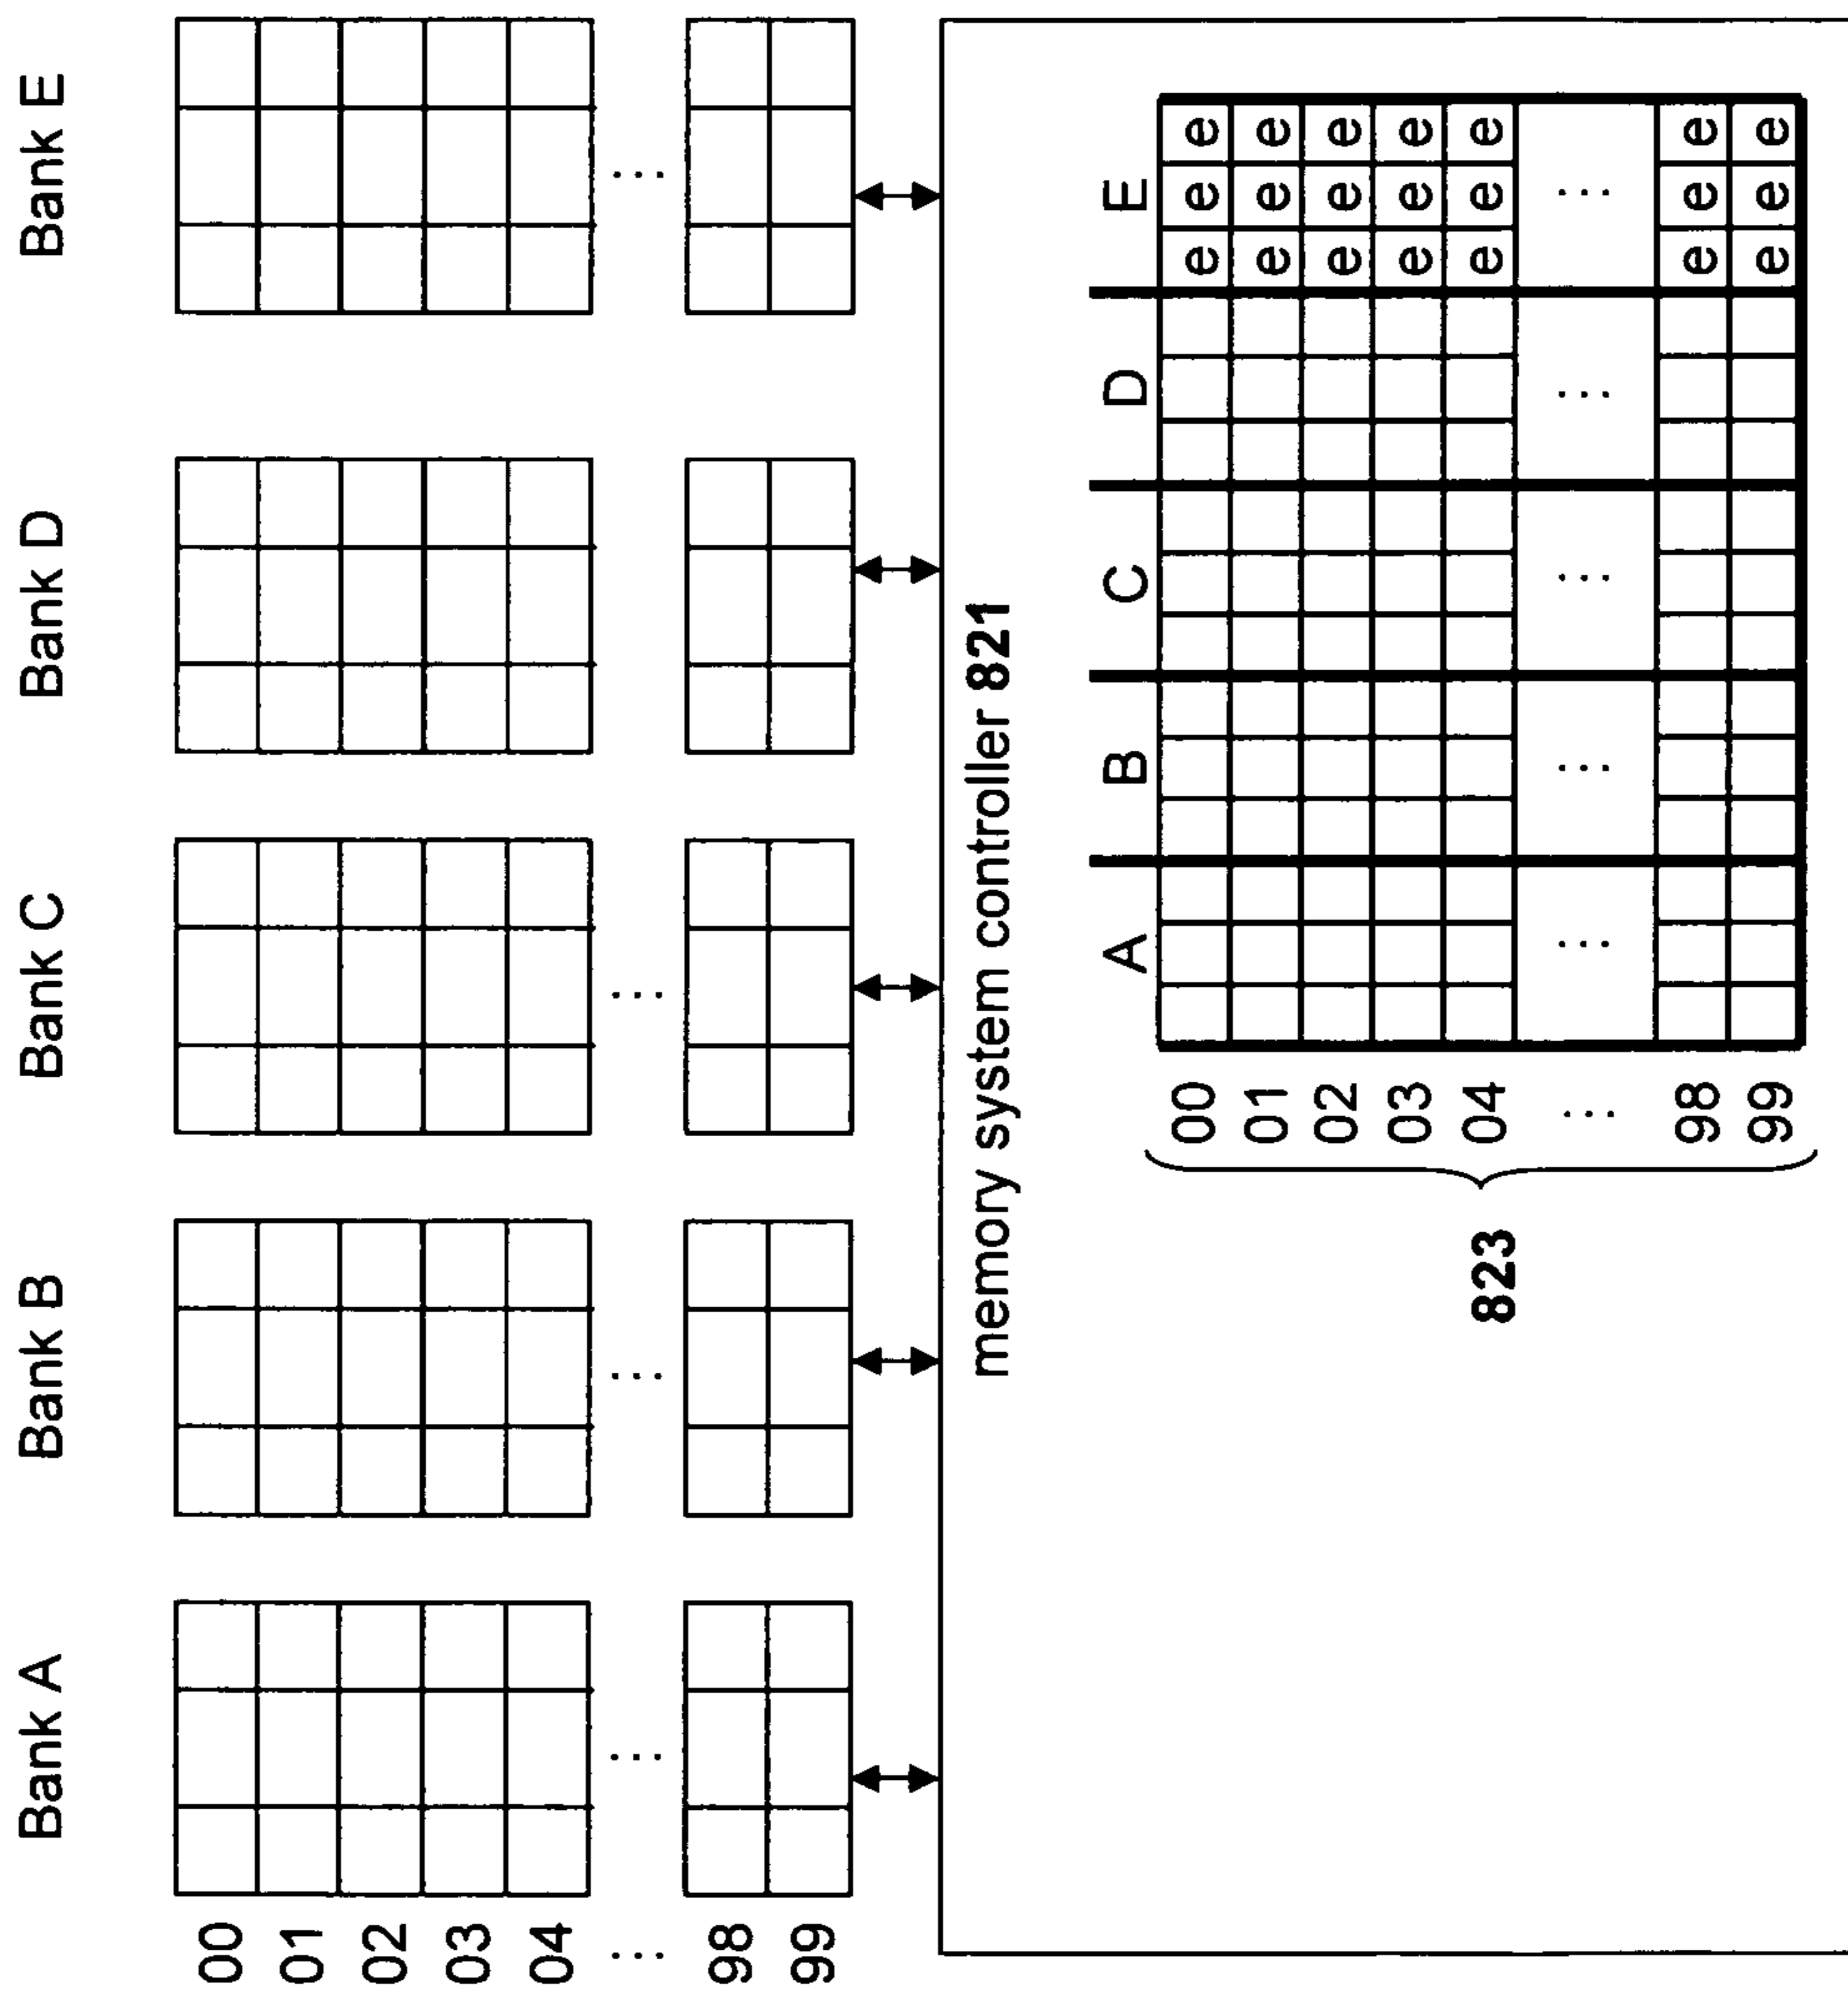 Bank A Bank B Bank C Bank D Bank E
00
01
02
03
04
... ... ... ... ...
98
99
memory system controller 821
A B C D E
00 e e e
01 e e e
02 e e e
03 e e e
04 e e e
... ... ... ... ... ...
98 e e e
99 e e e
823